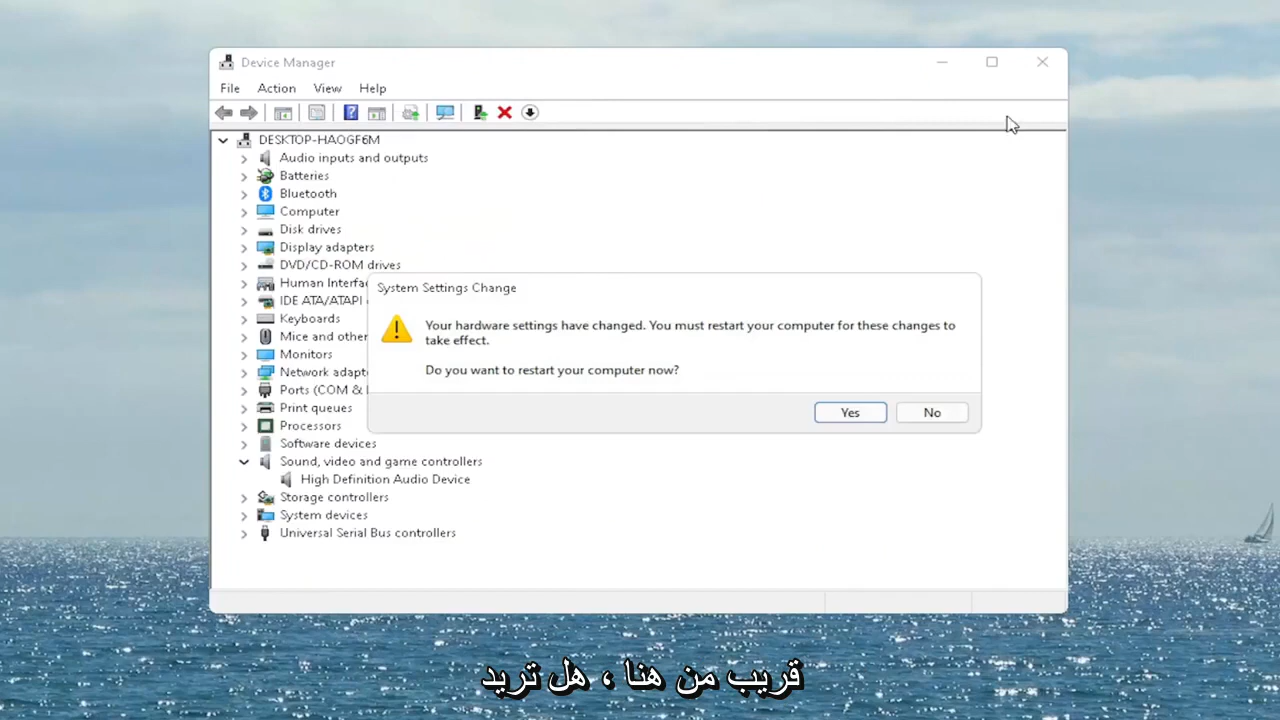 Device Manager
File Action View Help
DESKTOP-HAOGF6M
Audio inputs and outputs
Batteries
Bluetooth
Computer
Disk drives
Display adapters
DVD/CD-ROM drives
Human Interfa
IDE ATA/ATAPI
Keyboards
Mice and other
Monitors
Network adapt
Ports (COM &
Print queues
Processors
Software devices
Sound, video and game controllers
High Definition Audio Device
Storage controllers
System devices
Universal Serial Bus controllers
System Settings Change
Your hardware settings have changed. You must restart your computer for these changes to
take effect.
Do you want to restart your computer now?
Yes No
قريب من هنا ، هل تريد